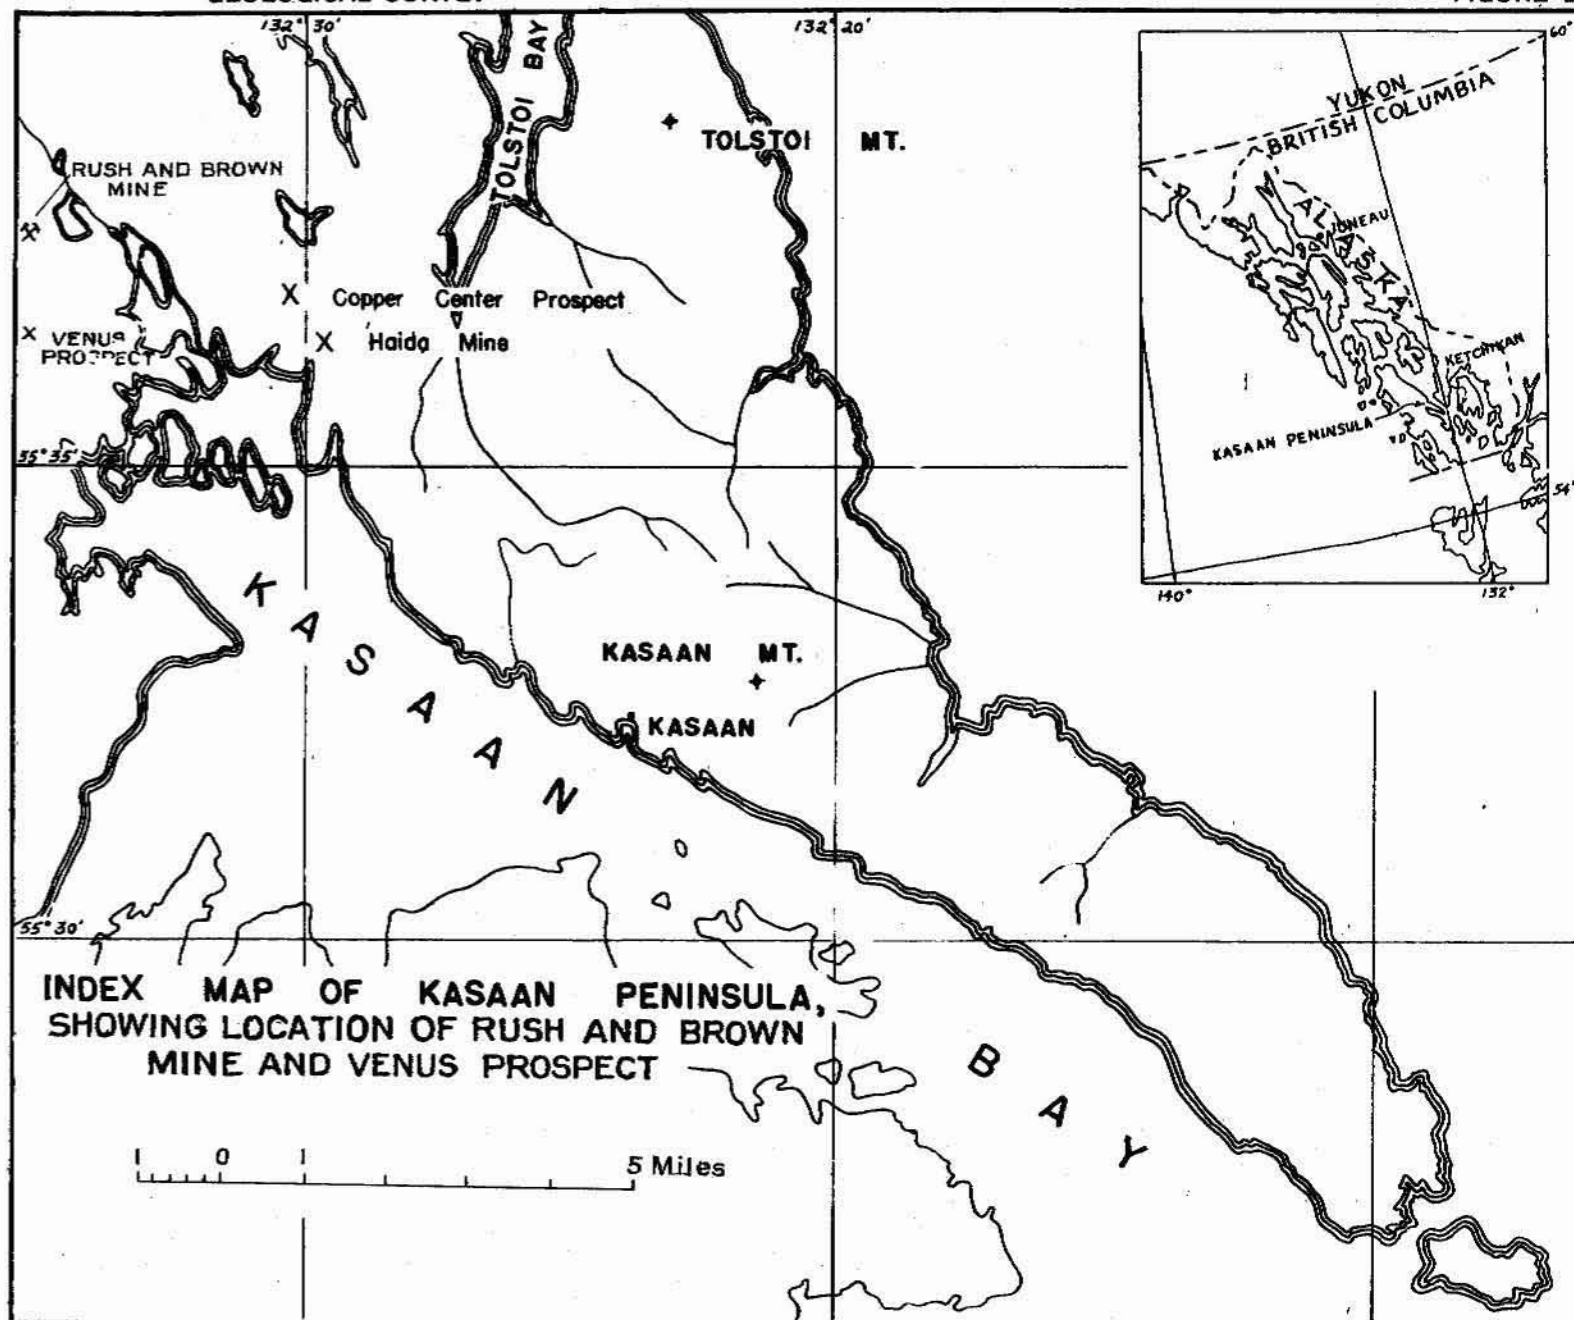 132° 30'
132° 20'
TOLSTOI BAY
TOLSTOI MT.
RUSH AND BROWN
MINE
X Copper Center Prospect
X Haida Mine
X VENUS
PROSPECT
55° 35'
KASAAN MT.
KASAAN
KASAAN BAY
55° 30'
INDEX MAP OF KASAAN PENINSULA,
SHOWING LOCATION OF RUSH AND BROWN
MINE AND VENUS PROSPECT
1 0 1 5 Miles
60°
YUKON
BRITISH COLUMBIA
ALASKA
JUNEAU
KETCHIKAN
KASAAN PENINSULA
54°
140°
132°